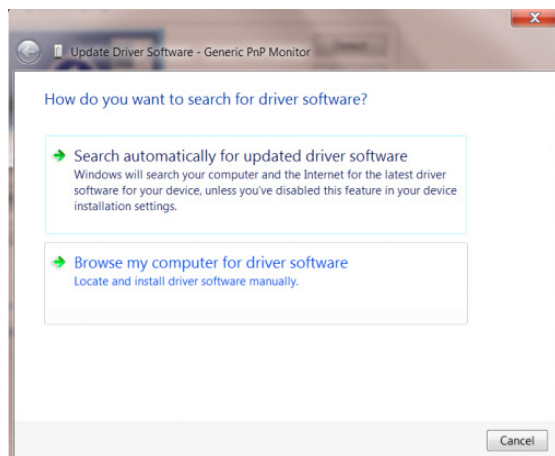 Update Driver Software - Generic PnP Monitor
How do you want to search for driver software?
Search automatically for updated driver software
Windows will search your computer and the Internet for the latest driver
software for your device, unless you've disabled this feature in your device
installation settings.
Browse my computer for driver software
Locate and install driver software manually.
Cancel